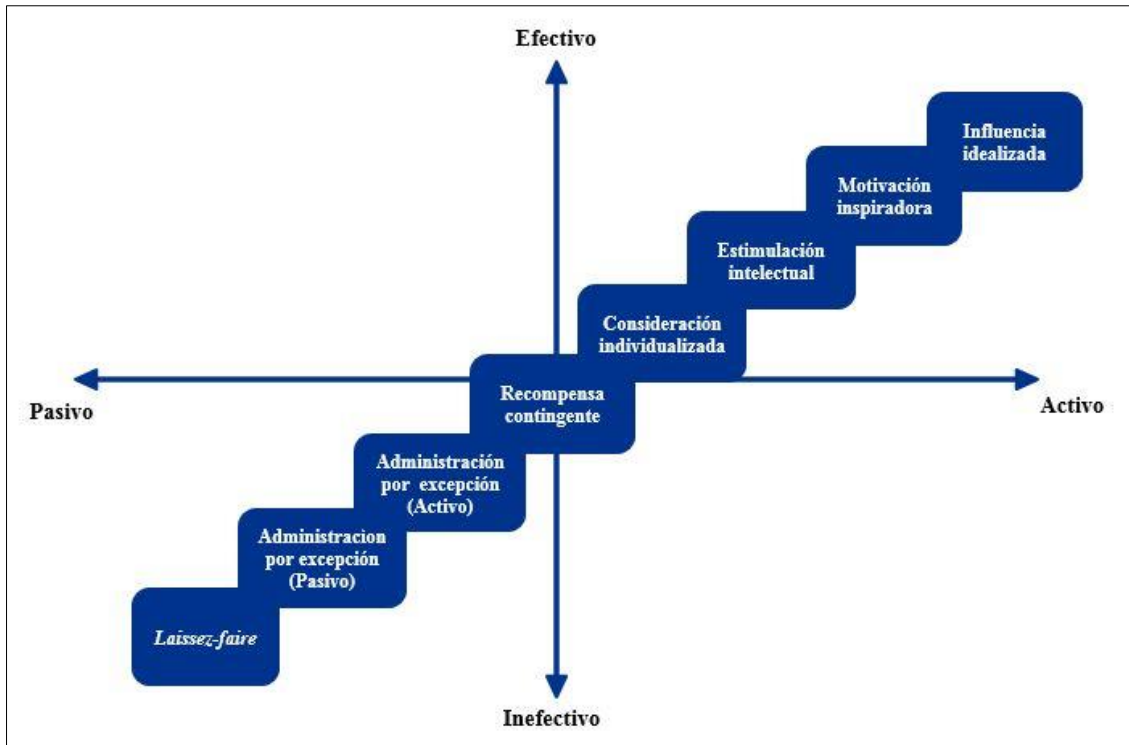 Efectivo
Influencia
idealizada
Motivación
inspiradora
Estimulación
intelectual
Consideración
individualizada
Recompensa
contingente
Pasivo
Activo
Administración
por excepción
(Activo)
Administracìon
por excepción
(Pasivo)
Laissez-faire
Inefectivo